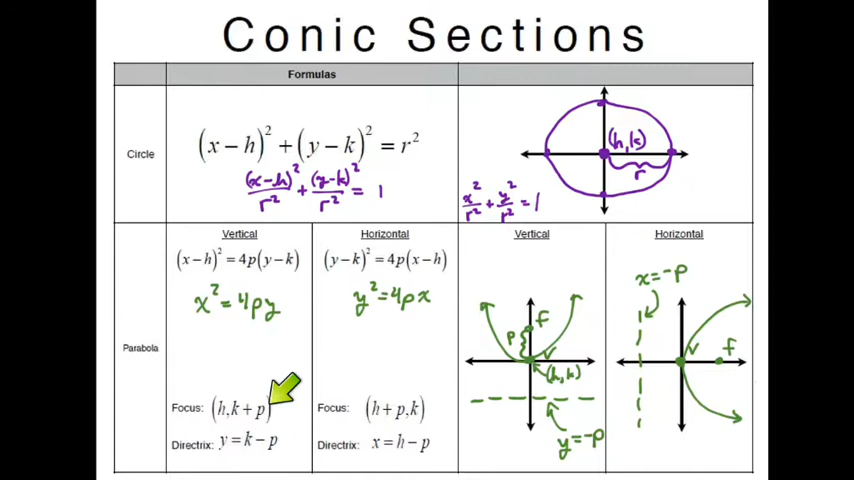 Conic Sections
Formulas
Circle
(x − h)² + (y − k)² = r²
(x-h)²/r² + (y-k)²/r² = 1
(h,k)
r
x²/r² + y²/r² = 1
Parabola
Vertical
(x−h)² = 4p(y−k)
x² = 4py
Focus: (h,k + p)
Directrix: y = k − p
Horizontal
(y−k)² = 4p(x−h)
y² = 4px
Focus: (h + p,k)
Directrix: x = h − p
Vertical
f
p
v
(h,k)
y=-p
Horizontal
x=-p
v
f